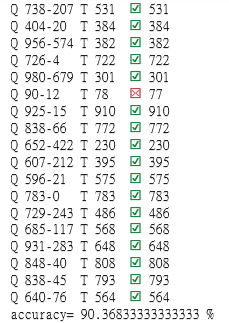 Q 738-207 T 531 ☑ 531
Q 404-20 T 384 ☑ 384
Q 956-574 T 382 ☑ 382
Q 726-4 T 722 ☑ 722
Q 980-679 T 301 ☑ 301
Q 90-12 T 78 ☒ 77
Q 925-15 T 910 ☑ 910
Q 838-66 T 772 ☑ 772
Q 652-422 T 230 ☑ 230
Q 607-212 T 395 ☑ 395
Q 596-21 T 575 ☑ 575
Q 783-0 T 783 ☑ 783
Q 729-243 T 486 ☑ 486
Q 685-117 T 568 ☑ 568
Q 931-283 T 648 ☑ 648
Q 848-40 T 808 ☑ 808
Q 838-45 T 793 ☑ 793
Q 640-76 T 564 ☑ 564
accuracy= 90.36833333333333 %